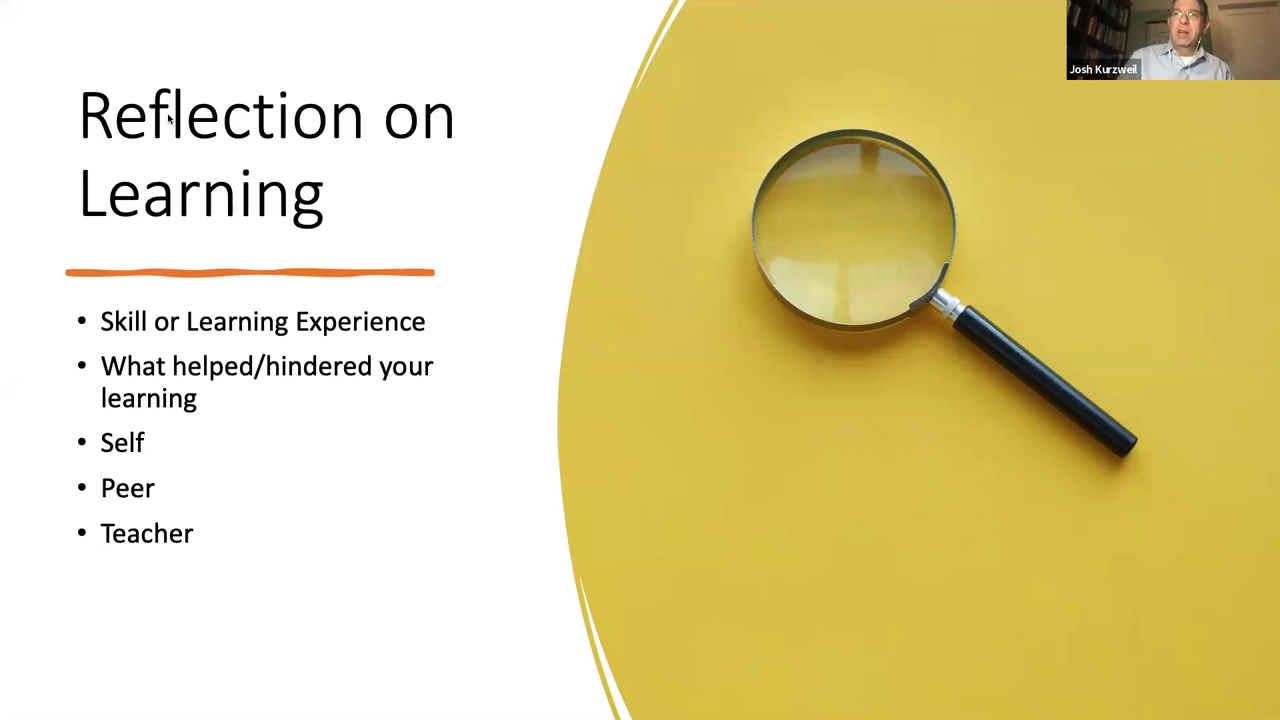 Reflection on
Learning
• Skill or Learning Experience
• What helped/hindered your
learning
• Self
• Peer
• Teacher
Josh Kurzweil